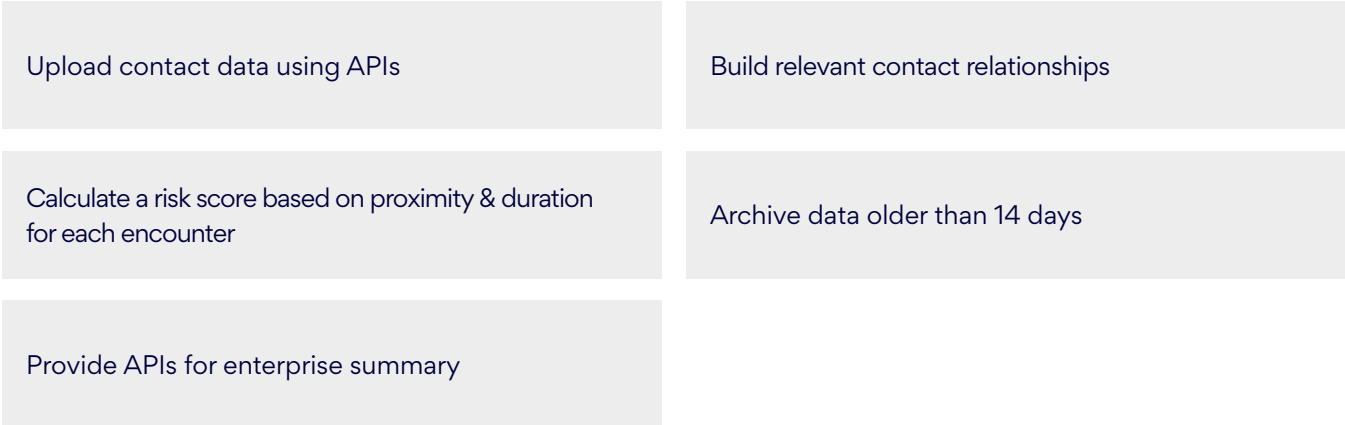 Upload contact data using APIs
Build relevant contact relationships
Calculate a risk score based on proximity & duration
for each encounter
Archive data older than 14 days
Provide APIs for enterprise summary